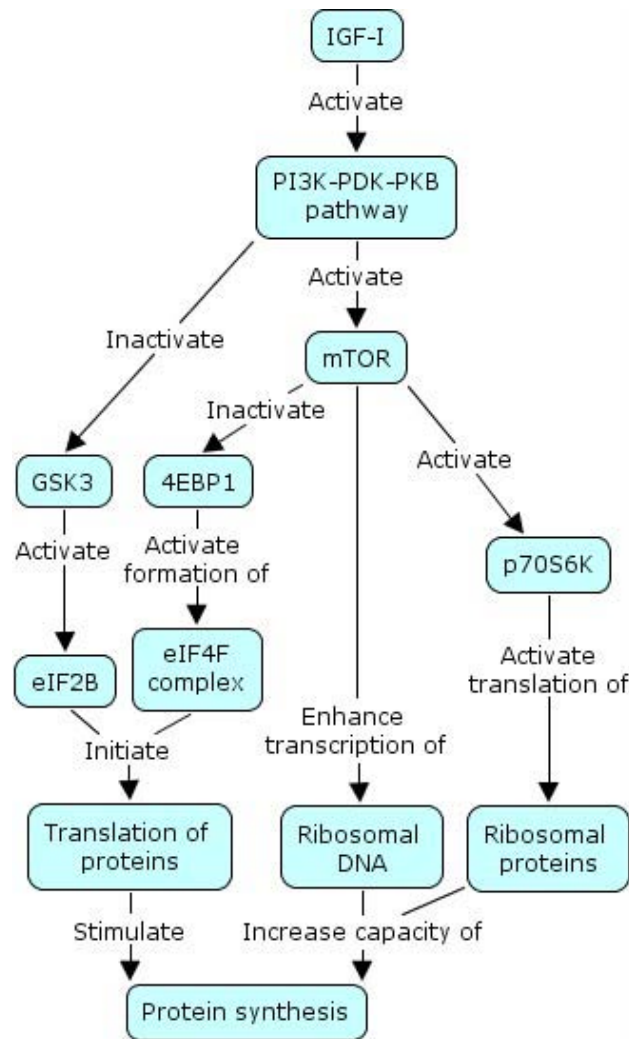 IGF-I
Activate
PI3K-PDK-PKB
pathway
Activate
Inactivate
mTOR
Inactivate
Activate
GSK3
4EBP1
Activate
Activate
formation of
p70S6K
eIF2B
eIF4F
complex
Activate
translation of
Initiate
Enhance
transcription of
Translation of
proteins
Ribosomal
DNA
Ribosomal
proteins
Stimulate
Increase capacity of
Protein synthesis